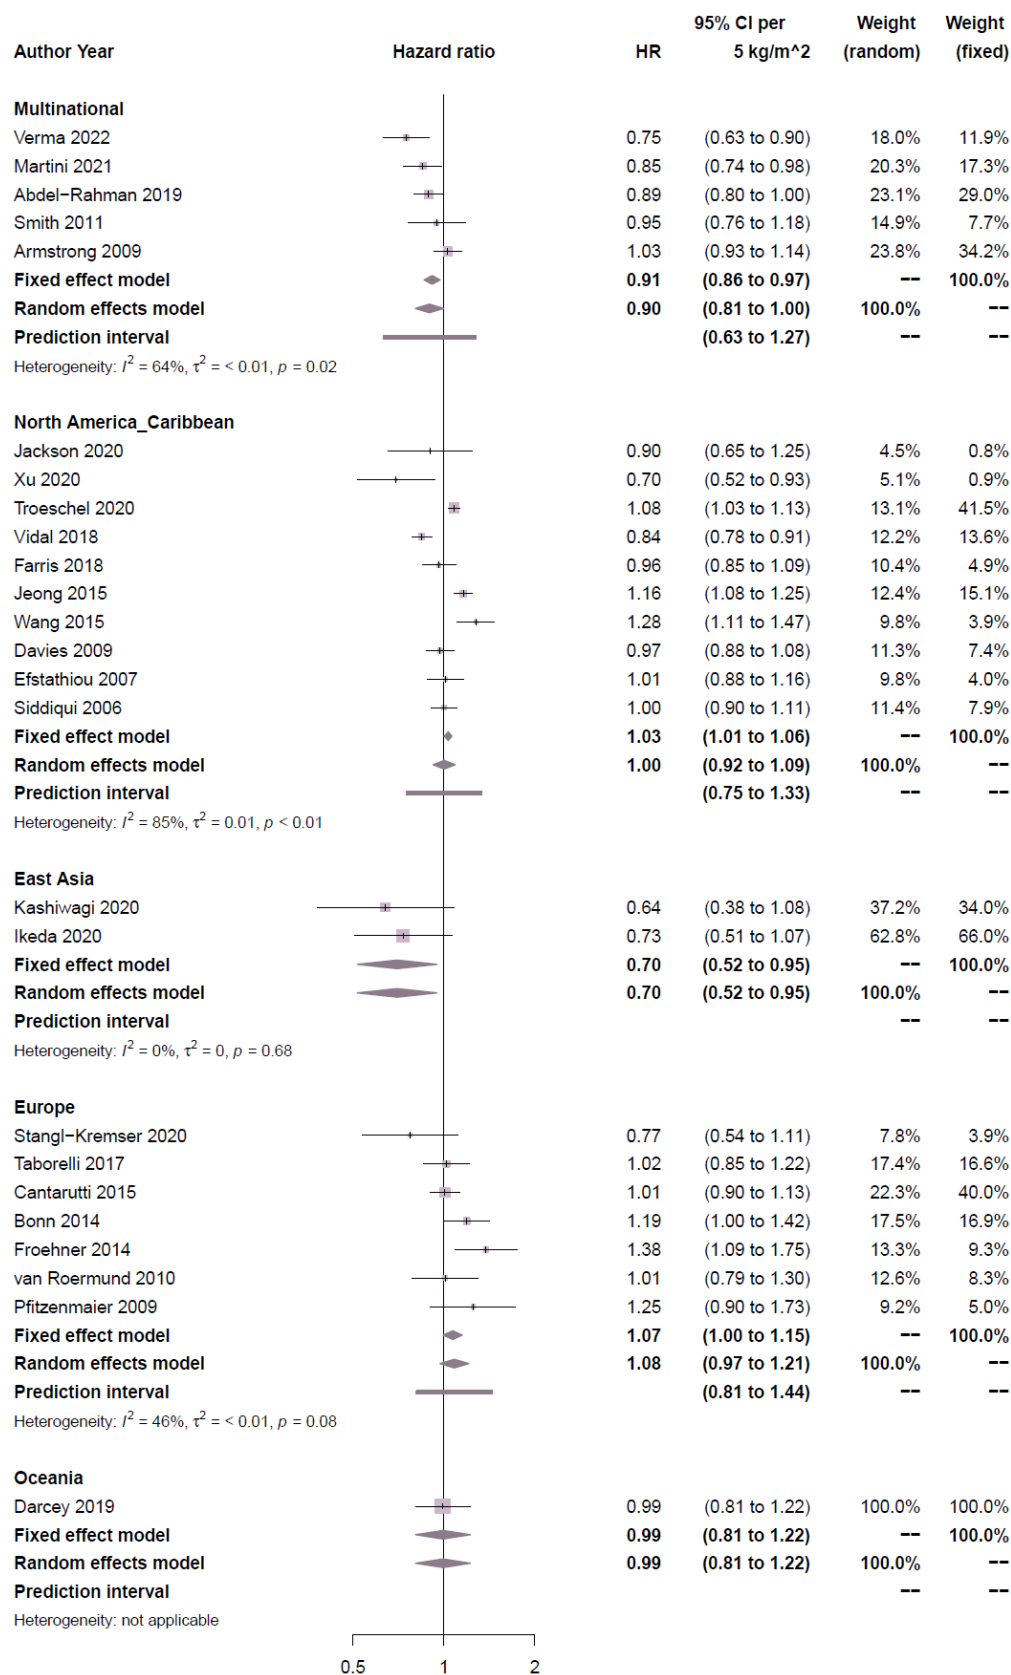 95% CI per Weight Weight
Author Year Hazard ratio HR 5 kg/m^2 (random) (fixed)
Multinational
Verma 2022 0.75 (0.63 to 0.90) 18.0% 11.9%
Martini 2021 0.85 (0.74 to 0.98) 20.3% 17.3%
Abdel−Rahman 2019 0.89 (0.80 to 1.00) 23.1% 29.0%
Smith 2011 0.95 (0.76 to 1.18) 14.9% 7.7%
Armstrong 2009 1.03 (0.93 to 1.14) 23.8% 34.2%
Fixed effect model 0.91 (0.86 to 0.97) −− 100.0%
Random effects model 0.90 (0.81 to 1.00) 100.0% −−
Prediction interval (0.63 to 1.27) −− −−
Heterogeneity: I² = 64%, τ² = < 0.01, p = 0.02
North America_Caribbean
Jackson 2020 0.90 (0.65 to 1.25) 4.5% 0.8%
Xu 2020 0.70 (0.52 to 0.93) 5.1% 0.9%
Troeschel 2020 1.08 (1.03 to 1.13) 13.1% 41.5%
Vidal 2018 0.84 (0.78 to 0.91) 12.2% 13.6%
Farris 2018 0.96 (0.85 to 1.09) 10.4% 4.9%
Jeong 2015 1.16 (1.08 to 1.25) 12.4% 15.1%
Wang 2015 1.28 (1.11 to 1.47) 9.8% 3.9%
Davies 2009 0.97 (0.88 to 1.08) 11.3% 7.4%
Efstathiou 2007 1.01 (0.88 to 1.16) 9.8% 4.0%
Siddiqui 2006 1.00 (0.90 to 1.11) 11.4% 7.9%
Fixed effect model 1.03 (1.01 to 1.06) −− 100.0%
Random effects model 1.00 (0.92 to 1.09) 100.0% −−
Prediction interval (0.75 to 1.33) −− −−
Heterogeneity: I² = 85%, τ² = 0.01, p < 0.01
East Asia
Kashiwagi 2020 0.64 (0.38 to 1.08) 37.2% 34.0%
Ikeda 2020 0.73 (0.51 to 1.07) 62.8% 66.0%
Fixed effect model 0.70 (0.52 to 0.95) −− 100.0%
Random effects model 0.70 (0.52 to 0.95) 100.0% −−
Prediction interval −− −−
Heterogeneity: I² = 0%, τ² = 0, p = 0.68
Europe
Stangl−Kremser 2020 0.77 (0.54 to 1.11) 7.8% 3.9%
Taborelli 2017 1.02 (0.85 to 1.22) 17.4% 16.6%
Cantarutti 2015 1.01 (0.90 to 1.13) 22.3% 40.0%
Bonn 2014 1.19 (1.00 to 1.42) 17.5% 16.9%
Froehner 2014 1.38 (1.09 to 1.75) 13.3% 9.3%
van Roermund 2010 1.01 (0.79 to 1.30) 12.6% 8.3%
Pfitzenmaier 2009 1.25 (0.90 to 1.73) 9.2% 5.0%
Fixed effect model 1.07 (1.00 to 1.15) −− 100.0%
Random effects model 1.08 (0.97 to 1.21) 100.0% −−
Prediction interval (0.81 to 1.44) −− −−
Heterogeneity: I² = 46%, τ² = < 0.01, p = 0.08
Oceania
Darcey 2019 0.99 (0.81 to 1.22) 100.0% 100.0%
Fixed effect model 0.99 (0.81 to 1.22) −− 100.0%
Random effects model 0.99 (0.81 to 1.22) 100.0% −−
Prediction interval −− −−
Heterogeneity: not applicable
0.5 1 2